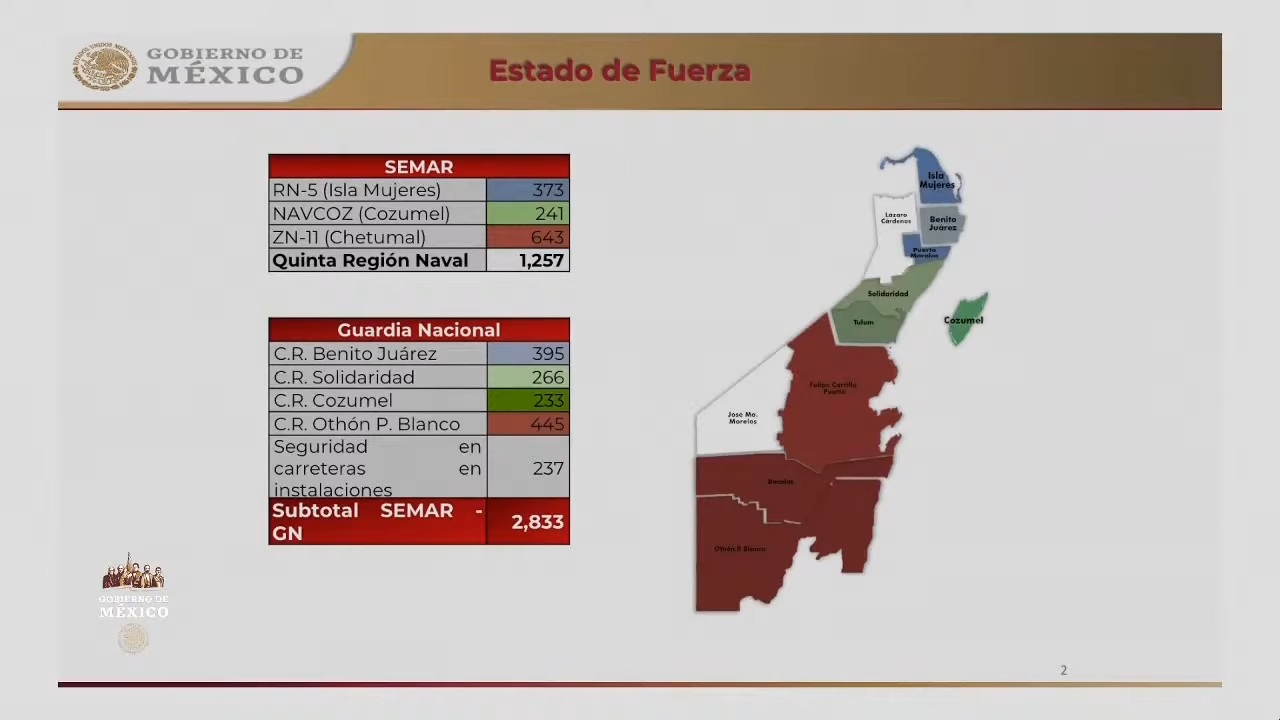 GOBIERNO DE
MÉXICO
Estado de Fuerza
SEMAR
RN-5 (Isla Mujeres) 373
NAVCOZ (Cozumel) 241
ZN-11 (Chetumal) 643
Quinta Región Naval 1,257
Guardia Nacional
C.R. Benito Juárez 395
C.R. Solidaridad 266
C.R. Cozumel 233
C.R. Othón P. Blanco 445
Seguridad en
carreteras en 237
instalaciones
Subtotal SEMAR -
GN 2,833
Isla
Mujeres
Lázaro
Cárdenas
Benito
Juárez
Puerto
Morelos
Solidaridad
Tulum
Cozumel
Felipe Carrillo
Puerto
José Ma.
Morelos
Bacalar
Othón P. Blanco
GOBIERNO DE
MÉXICO
2